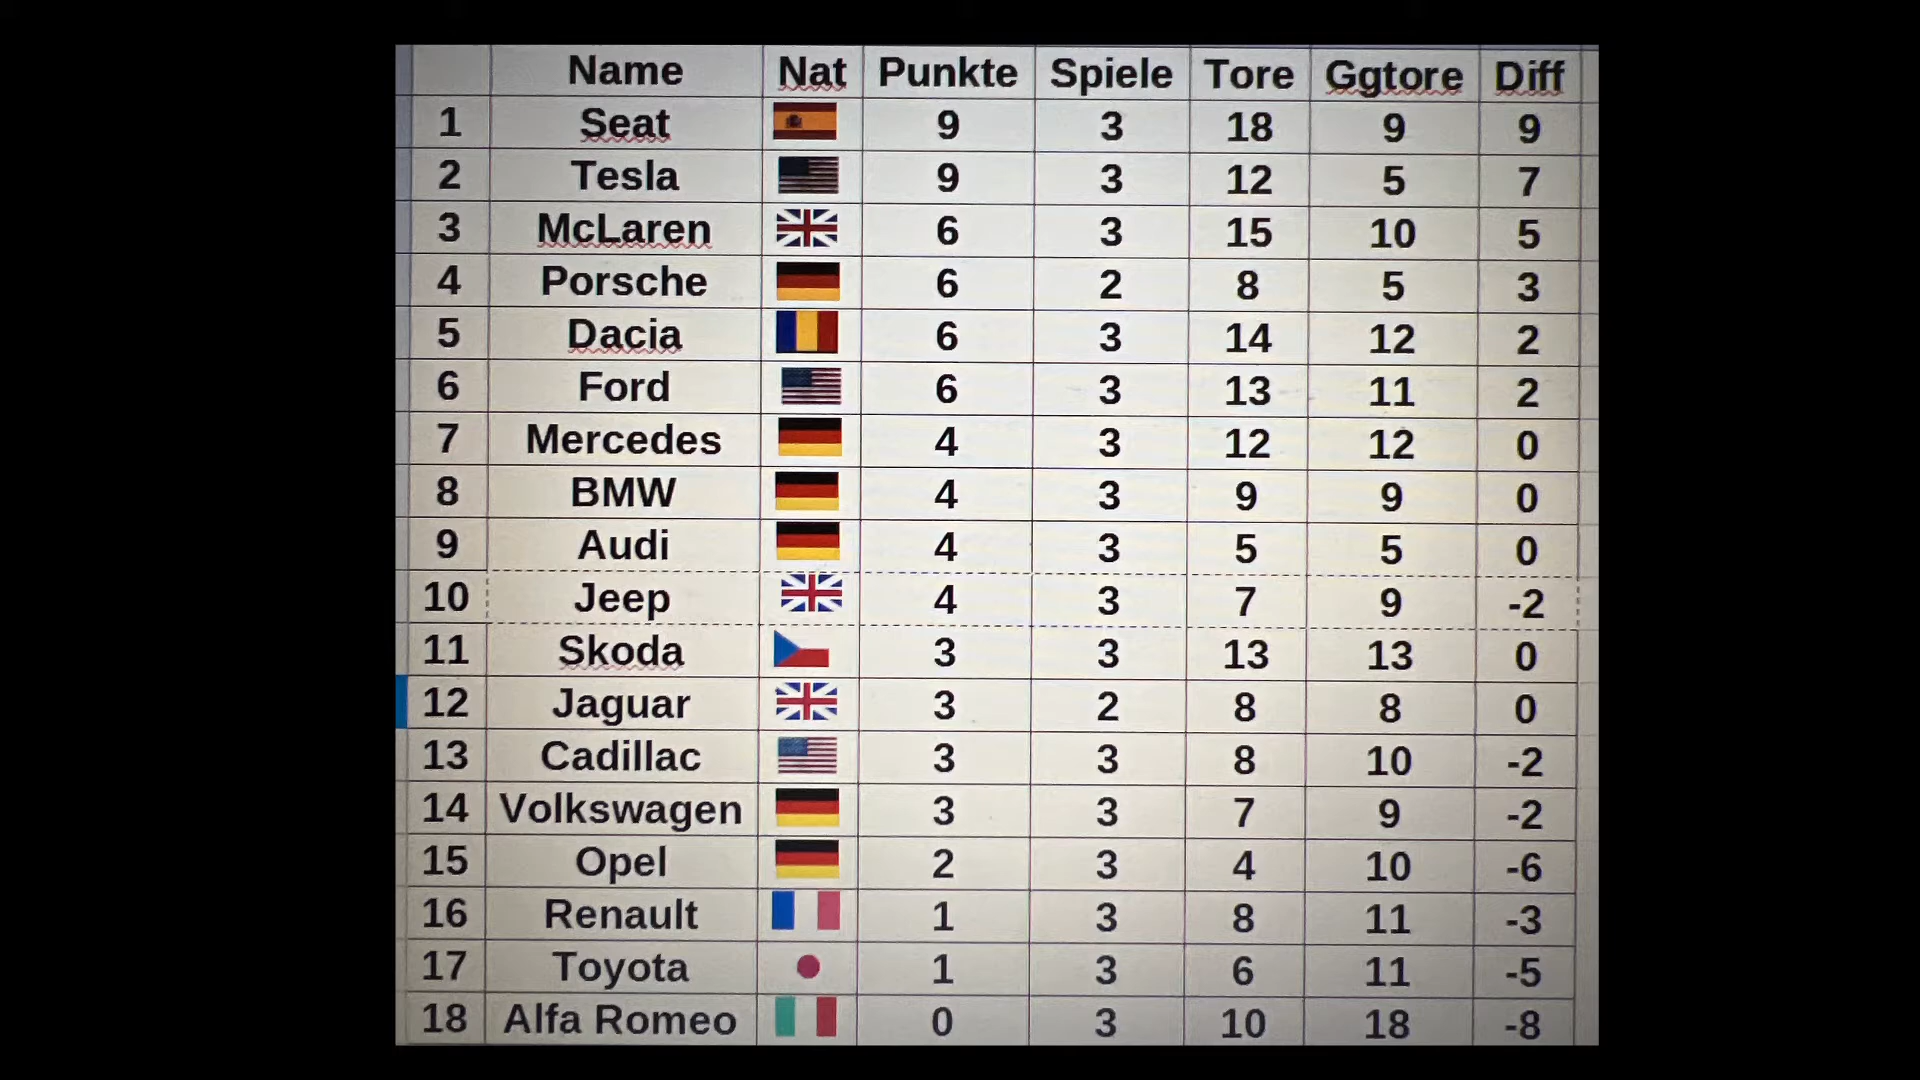 Name Nat Punkte Spiele Tore Ggtore Diff
1 Seat 9 3 18 9 9
2 Tesla 9 3 12 5 7
3 McLaren 6 3 15 10 5
4 Porsche 6 2 8 5 3
5 Dacia 6 3 14 12 2
6 Ford 6 3 13 11 2
7 Mercedes 4 3 12 12 0
8 BMW 4 3 9 9 0
9 Audi 4 3 5 5 0
10 Jeep 4 3 7 9 -2
11 Skoda 3 3 13 13 0
12 Jaguar 3 2 8 8 0
13 Cadillac 3 3 8 10 -2
14 Volkswagen 3 3 7 9 -2
15 Opel 2 3 4 10 -6
16 Renault 1 3 8 11 -3
17 Toyota 1 3 6 11 -5
18 Alfa Romeo 0 3 10 18 -8